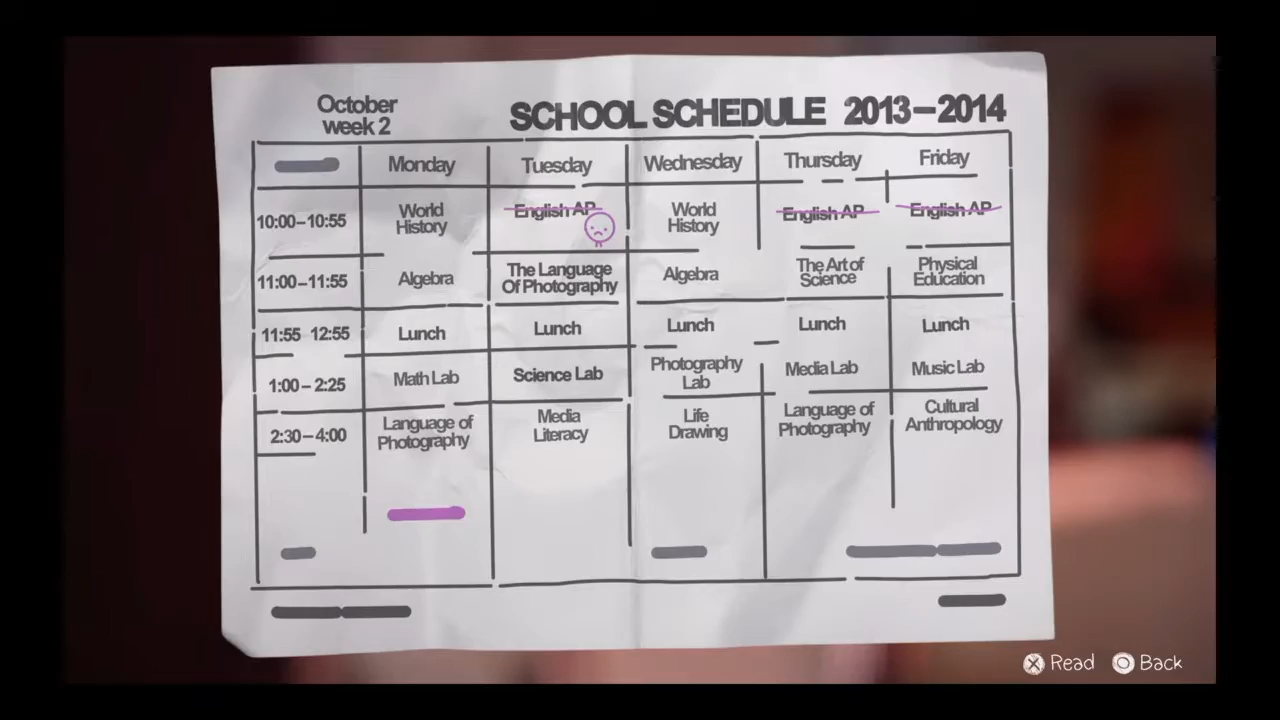 October
week 2
SCHOOL SCHEDULE 2013-2014
Monday Tuesday Wednesday Thursday Friday
10:00-10:55 World History English AP World History English AP English AP
11:00-11:55 Algebra The Language Of Photography Algebra The Art of Science Physical Education
11:55 12:55 Lunch Lunch Lunch Lunch Lunch
1:00-2:25 Math Lab Science Lab Photography Lab Media Lab Music Lab
2:30-4:00 Language of Photography Media Literacy Life Drawing Language of Photography Cultural Anthropology
Read Back